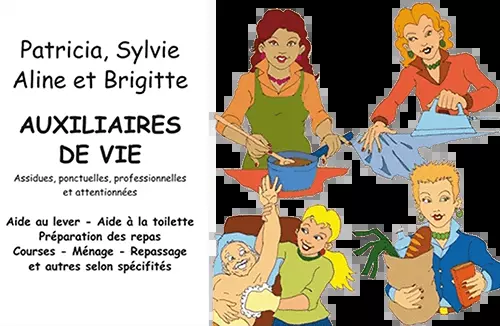 Patricia, Sylvie
Aline et Brigitte
AUXILIAIRES
DE VIE
Assidues, ponctuelles, professionnelles
et attentionnées
Aide au lever - Aide à la toilette
Préparation des repas
Courses - Ménage - Repassage
et autres selon spécifités